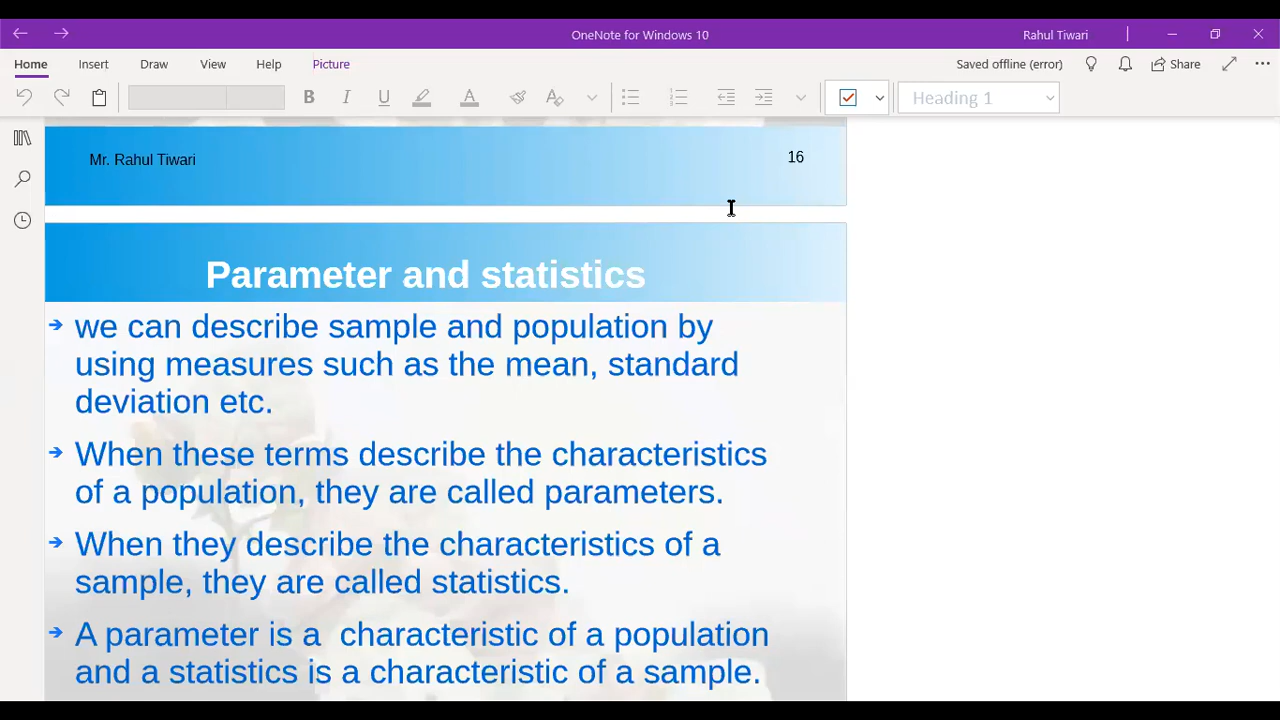 OneNote for Windows 10
Rahul Tiwari
Home Insert Draw View Help Picture
Saved offline (error)
Share
B I U A
Heading 1
Mr. Rahul Tiwari
16
Parameter and statistics
we can describe sample and population by
using measures such as the mean, standard
deviation etc.
When these terms describe the characteristics
of a population, they are called parameters.
When they describe the characteristics of a
sample, they are called statistics.
A parameter is a  characteristic of a population
and a statistics is a characteristic of a sample.